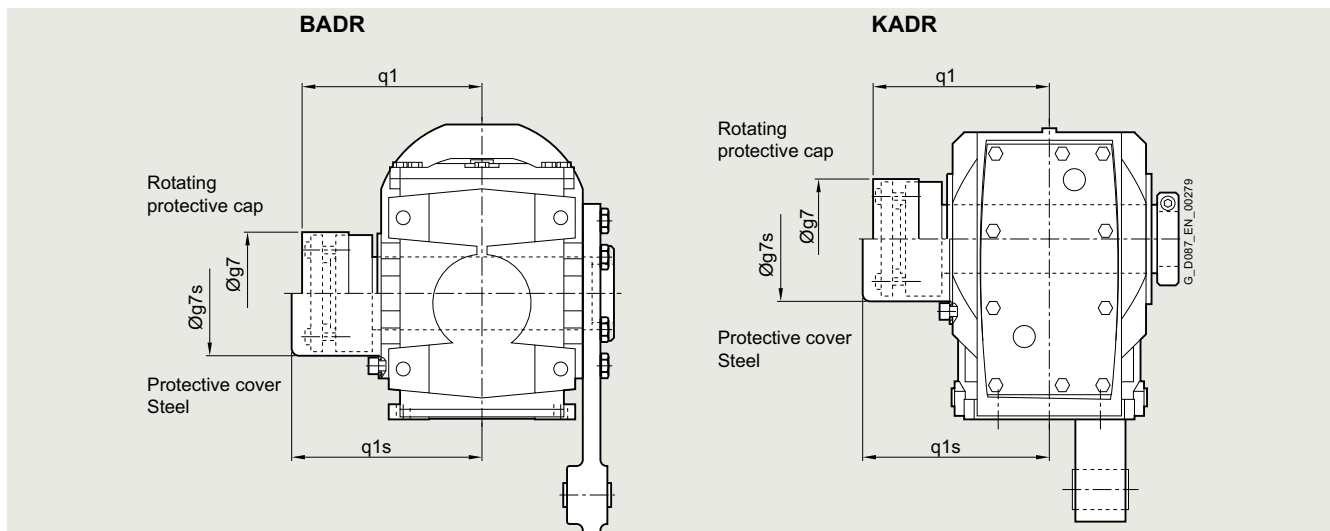 BADR
KADR
q1
q1
Rotating
protective cap
Rotating
protective cap
Øg7
Øg7s
Øg7
Øg7s
G_D087_EN_00279
Protective cover
Steel
Protective cover
Steel
q1s
q1s